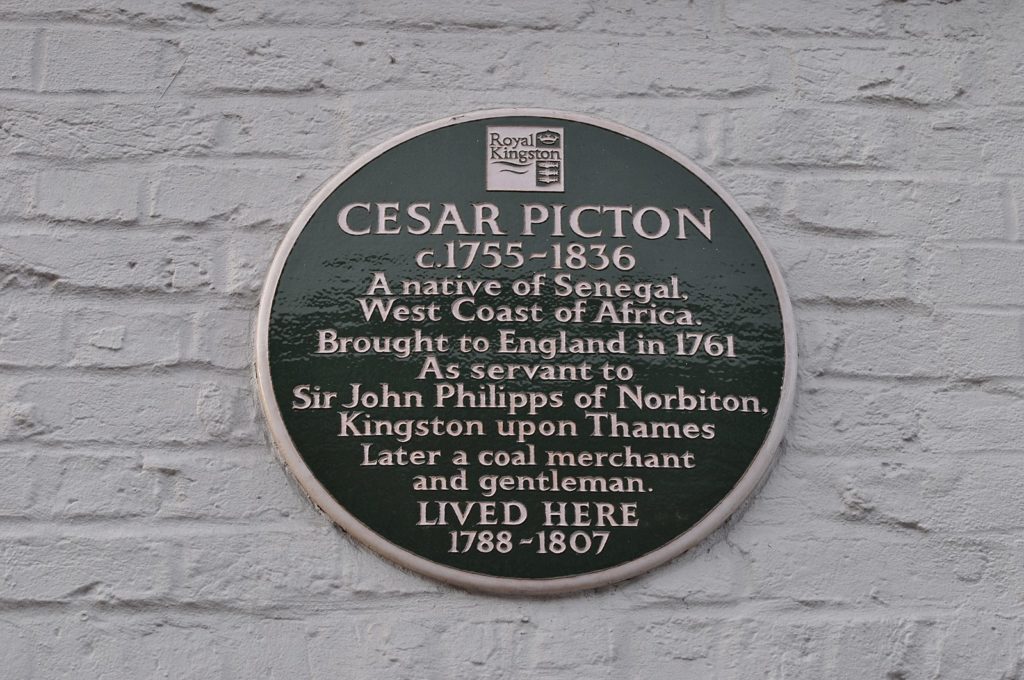 Royal
Kingston
CESAR PICTON
c.1755-1836
A native of Senegal,
West Coast of Africa.
Brought to England in 1761
As servant to
Sir John Philipps of Norbiton,
Kingston upon Thames
Later a coal merchant
and gentleman.
LIVED HERE
1788-1807